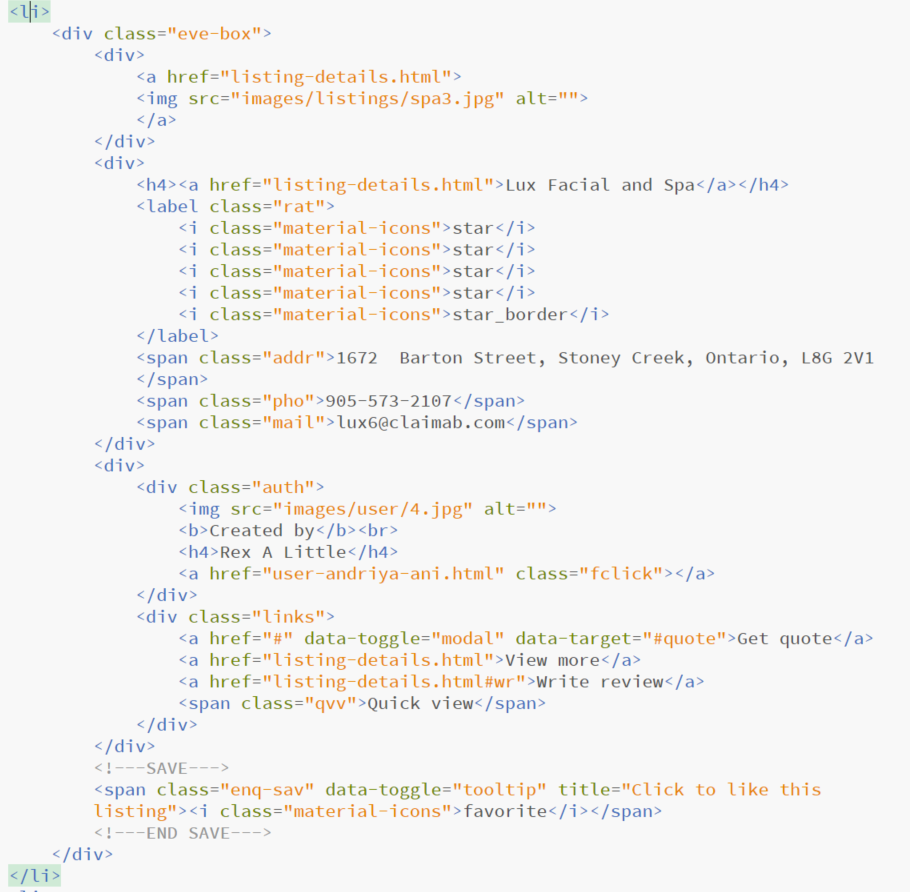 <li>
<div class="eve-box">
<div>
<a href="listing-details.html">
<img src="images/listings/spa3.jpg" alt="">
</a>
</div>
<div>
<h4><a href="listing-details.html">Lux Facial and Spa</a></h4>
<label class="rat">
<i class="material-icons">star</i>
<i class="material-icons">star</i>
<i class="material-icons">star</i>
<i class="material-icons">star</i>
<i class="material-icons">star_border</i>
</label>
<span class="addr">1672  Barton Street, Stoney Creek, Ontario, L8G 2V1
</span>
<span class="pho">905-573-2107</span>
<span class="mail">lux6@claimab.com</span>
</div>
<div>
<div class="auth">
<img src="images/user/4.jpg" alt="">
<b>Created by</b><br>
<h4>Rex A Little</h4>
<a href="user-andriya-ani.html" class="fclick"></a>
</div>
<div class="links">
<a href="#" data-toggle="modal" data-target="#quote">Get quote</a>
<a href="listing-details.html">View more</a>
<a href="listing-details.html#wr">Write review</a>
<span class="qvv">Quick view</span>
</div>
</div>
<!---SAVE--->
<span class="enq-sav" data-toggle="tooltip" title="Click to like this
listing"><i class="material-icons">favorite</i></span>
<!---END SAVE--->
</div>
</li>